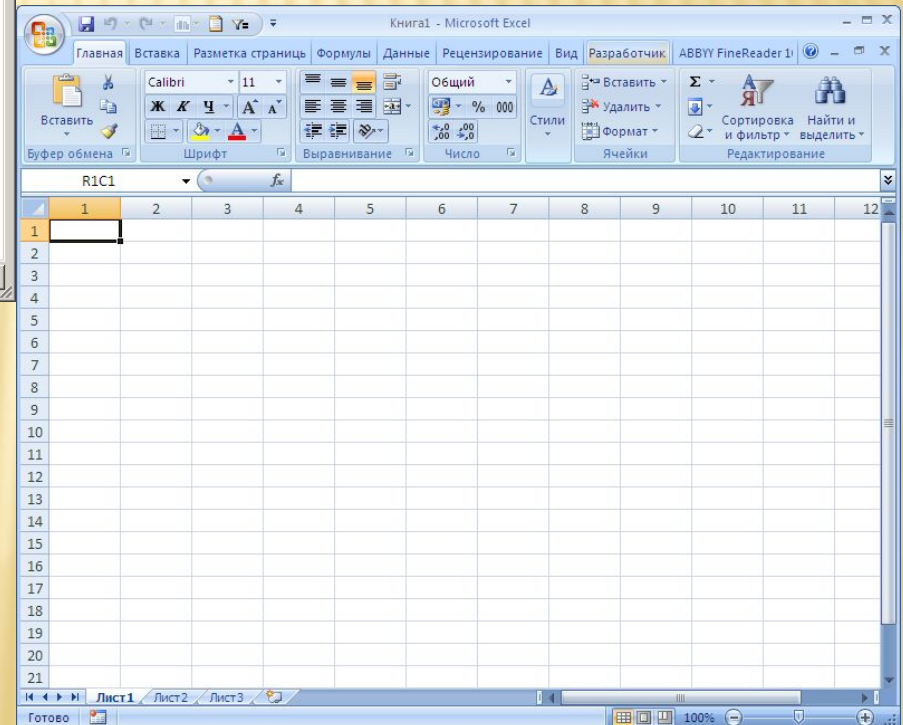 Книга1 - Microsoft Excel
Главная Вставка Разметка страниц Формулы Данные Рецензирование Вид Разработчик ABBYY FineReader 1
Calibri 11 Общий Вставить Σ
Ж К Ч A A % 000 Удалить
Вставить Стили Сортировка Найти и
A ,00 ,0 Формат и фильтр выделить
Буфер обмена Шрифт Выравнивание Число Ячейки Редактирование
R1C1 fx
1 2 3 4 5 6 7 8 9 10 11 12
1
2
3
4
5
6
7
8
9
10
11
12
13
14
15
16
17
18
19
20
21
Лист1 Лист2 Лист3
Готово 100%